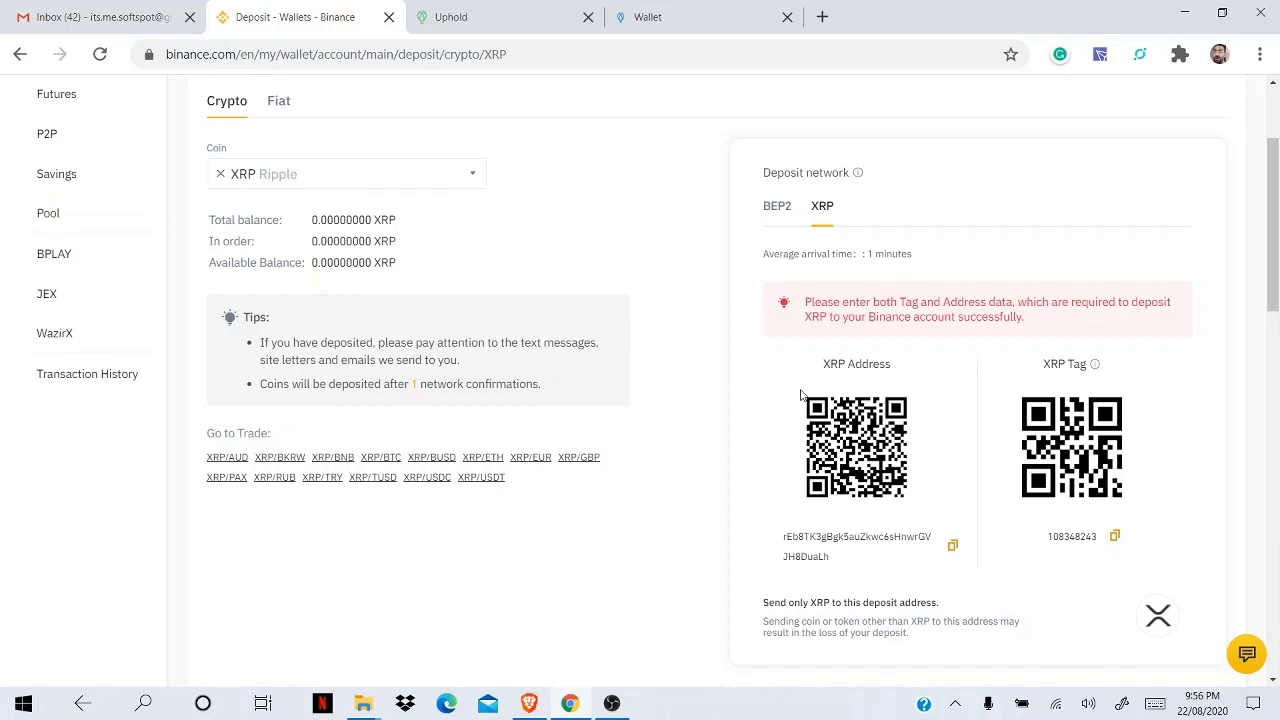 Inbox (42) - its.me.softspot@g
Deposit - Wallets - Binance
Uphold
Wallet
binance.com/en/my/wallet/account/main/deposit/crypto/XRP
Futures
P2P
Savings
Pool
BPLAY
JEX
WazirX
Transaction History
Crypto Fiat
Coin
XRP Ripple
Total balance: 0.00000000 XRP
In order: 0.00000000 XRP
Available Balance: 0.00000000 XRP
Tips:
• If you have deposited, please pay attention to the text messages,
site letters and emails we send to you.
• Coins will be deposited after 1 network confirmations.
Go to Trade:
XRP/AUD XRP/BKRW XRP/BNB XRP/BTC XRP/BUSD XRP/ETH XRP/EUR XRP/GBP
XRP/PAX XRP/RUB XRP/TRY XRP/TUSD XRP/USDC XRP/USDT
Deposit network
BEP2 XRP
Average arrival time: : 1 minutes
Please enter both Tag and Address data, which are required to deposit
XRP to your Binance account successfully.
XRP Address
rEb8TK3gBgk5auZkwc6sHnwrGV
JH8DuaLh
XRP Tag
108348243
Send only XRP to this deposit address.
Sending coin or token other than XRP to this address may
result in the loss of your deposit.
9:56 PM
22/08/2020